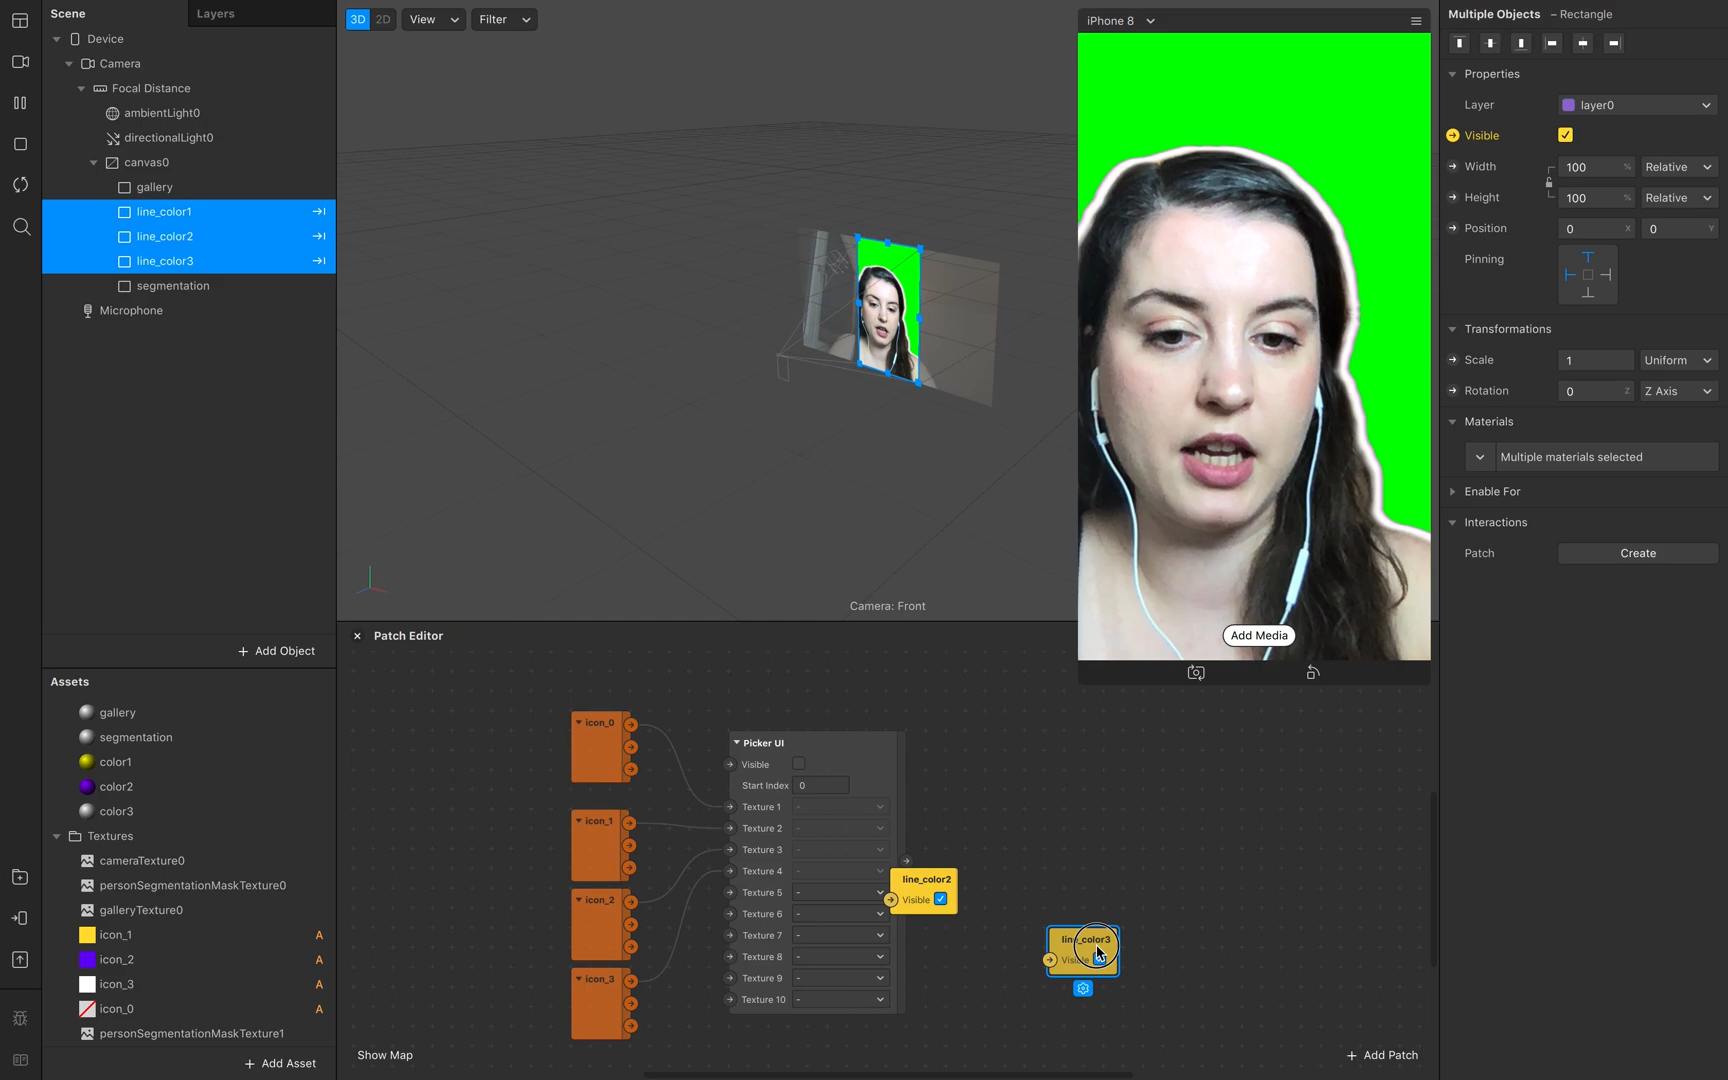 Scene
Layers
Device
Camera
Focal Distance
ambientLight0
directionalLight0
canvas0
gallery
line_color1
line_color2
line_color3
segmentation
Microphone
+ Add Object
Assets
gallery
segmentation
color1
color2
color3
Textures
cameraTexture0
personSegmentationMaskTexture0
galleryTexture0
icon_1 A
icon_2 A
icon_3 A
icon_0 A
personSegmentationMaskTexture1
+ Add Asset
3D 2D View Filter
Camera: Front
iPhone 8
Add Media
Patch Editor
icon_0
icon_1
icon_2
icon_3
Picker UI
Visible
Start Index 0
Texture 1 -
Texture 2 -
Texture 3 -
Texture 4 -
Texture 5 -
Texture 6 -
Texture 7 -
Texture 8 -
Texture 9 -
Texture 10 -
line_color2
Visible
line_color3
Visible
Show Map
+ Add Patch
Multiple Objects – Rectangle
Properties
Layer layer0
Visible
Width 100 % Relative
Height 100 % Relative
Position 0 X 0 Y
Pinning
Transformations
Scale 1 Uniform
Rotation 0 Z Z Axis
Materials
Multiple materials selected
Enable For
Interactions
Patch Create